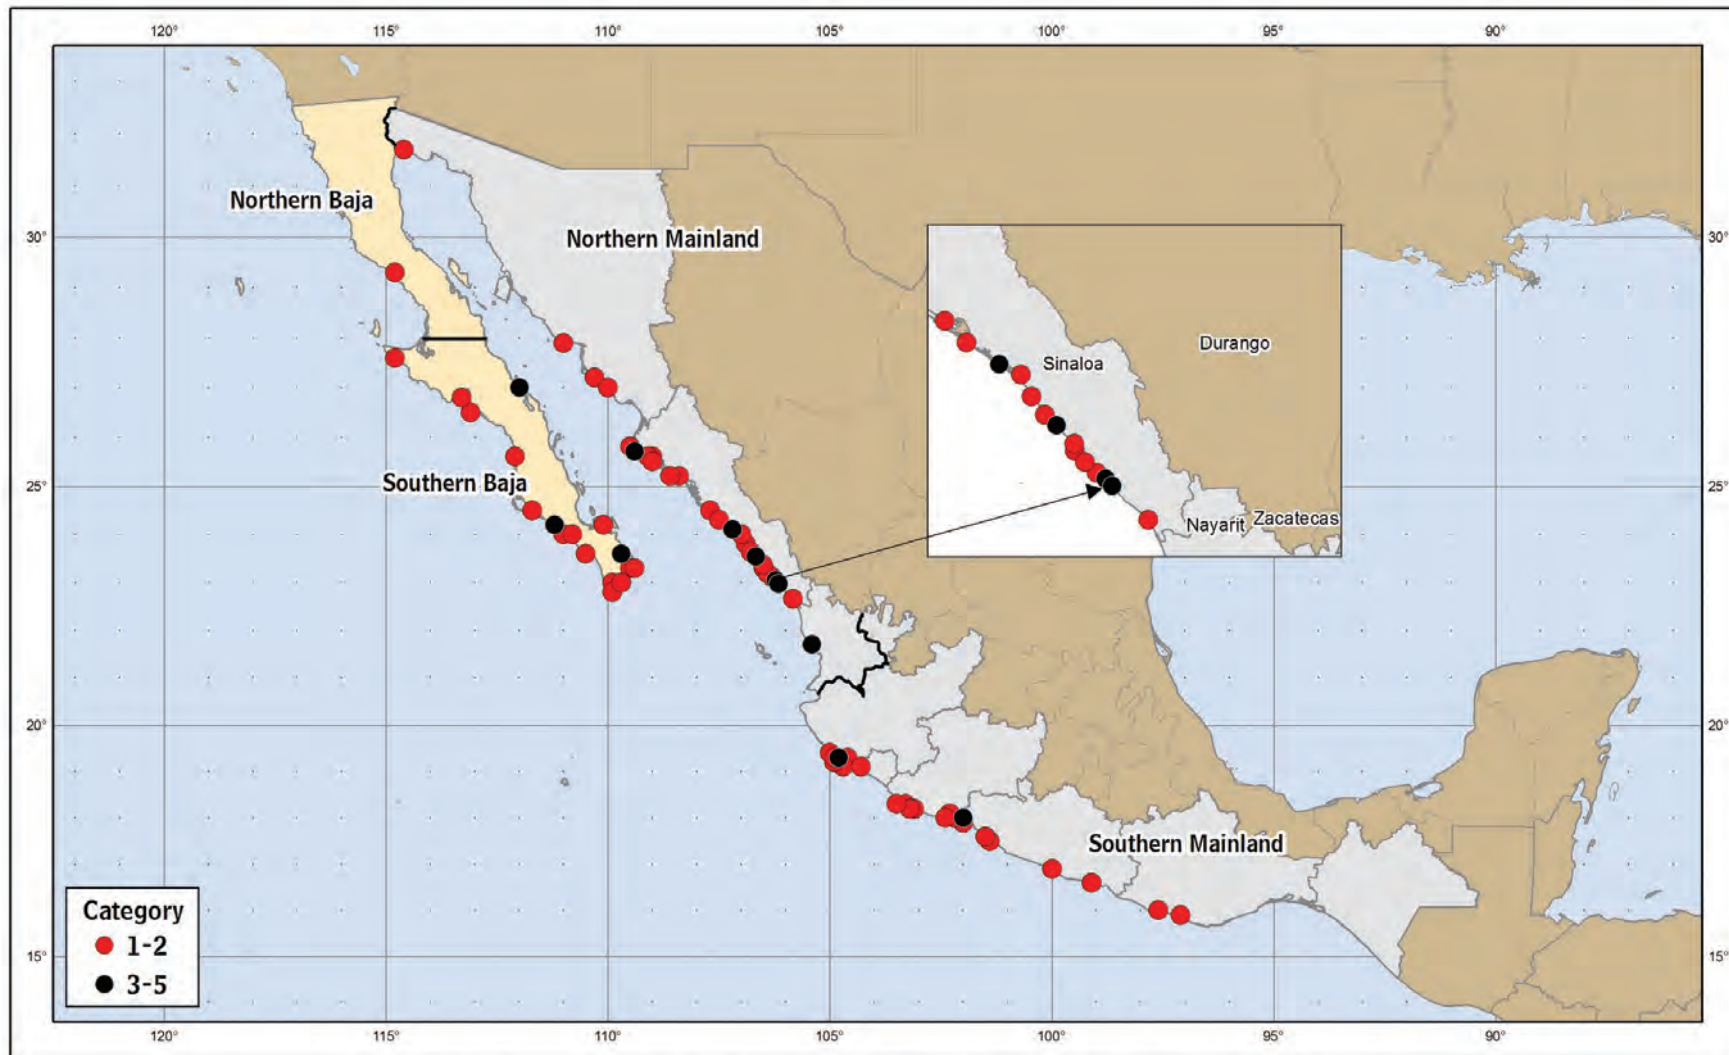 120° 115° 110° 105° 100° 95° 90°
Northern Baja
30° Northern Mainland 30°
Durango
Sinaloa
25° Southern Baja 25°
Nayarit Zacatecas
20° 20°
Southern Mainland
Category
1-2
15° 15°
3-5
120° 115° 110° 105° 100° 95° 90°